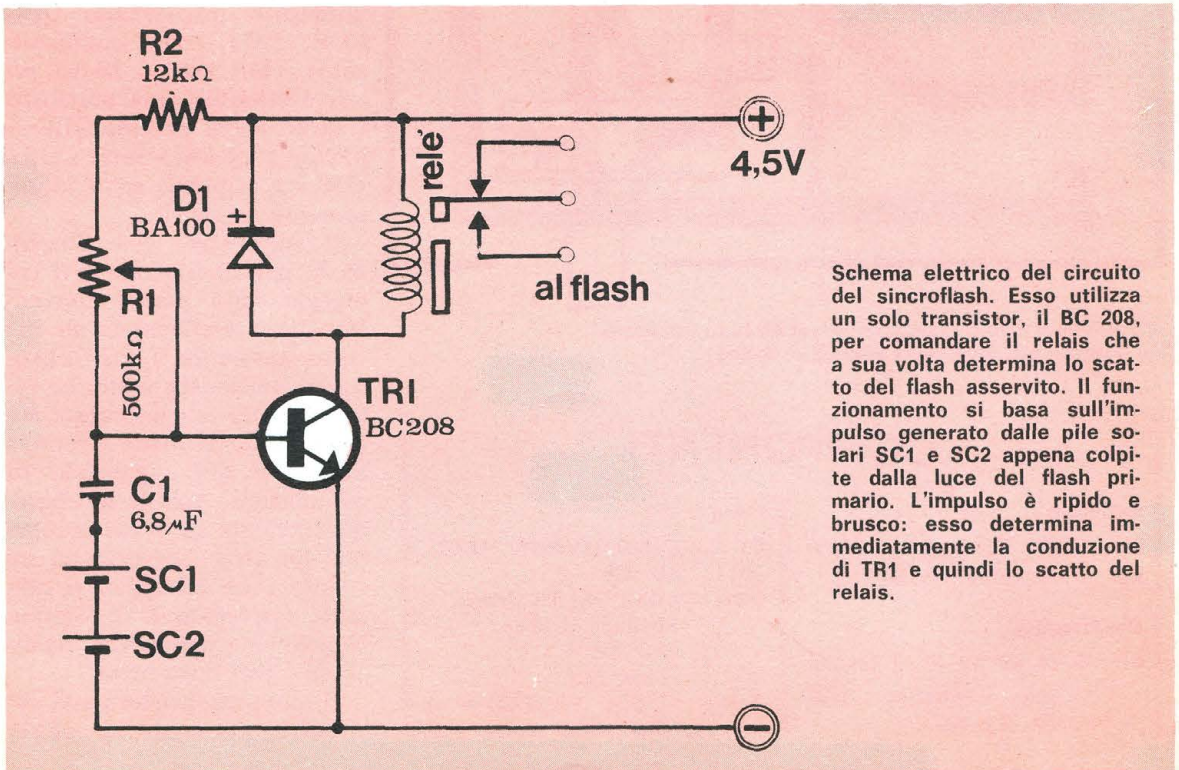 R2
12kΩ
+
4,5V
relè
D1
+
BA100
R1
500kΩ
al flash
TR1
BC208
C1
6,8µF
SC1
SC2
−
Schema elettrico del circuito
del sincroflash. Esso utilizza
un solo transistor, il BC 208,
per comandare il relais che
a sua volta determina lo scat-
to del flash asservito. Il fun-
zionamento si basa sull'im-
pulso generato dalle pile so-
lari SC1 e SC2 appena colpi-
te dalla luce del flash pri-
mario. L'impulso è ripido e
brusco: esso determina im-
mediatamente la conduzione
di TR1 e quindi lo scatto del
relais.